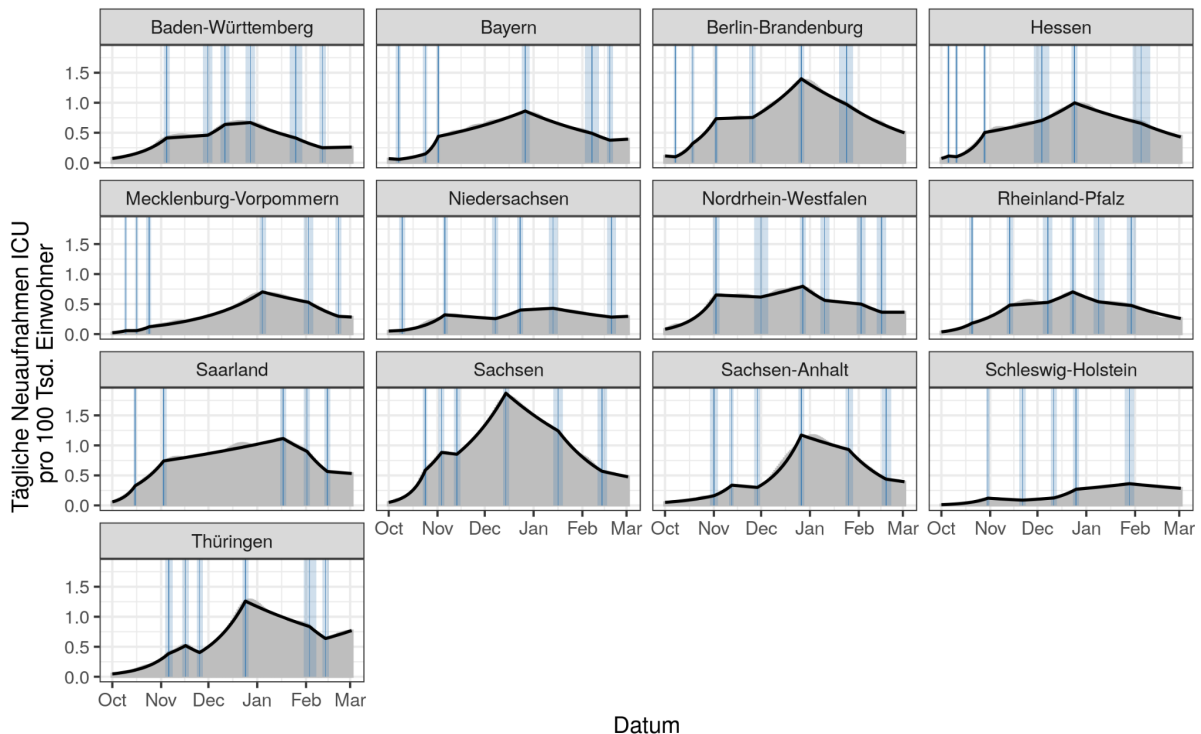 Baden-Württemberg
Bayern
Berlin-Brandenburg
Hessen
1.5
1.0
0.5
0.0
Mecklenburg-Vorpommern
Niedersachsen
Nordrhein-Westfalen
Rheinland-Pfalz
1.5
1.0
0.5
0.0
Tägliche Neuaufnahmen ICU
pro 100 Tsd. Einwohner
Saarland
Sachsen
Sachsen-Anhalt
Schleswig-Holstein
1.5
1.0
0.5
0.0
Oct Nov Dec Jan Feb Mar
Oct Nov Dec Jan Feb Mar
Oct Nov Dec Jan Feb Mar
Thüringen
1.5
1.0
0.5
0.0
Oct Nov Dec Jan Feb Mar
Datum